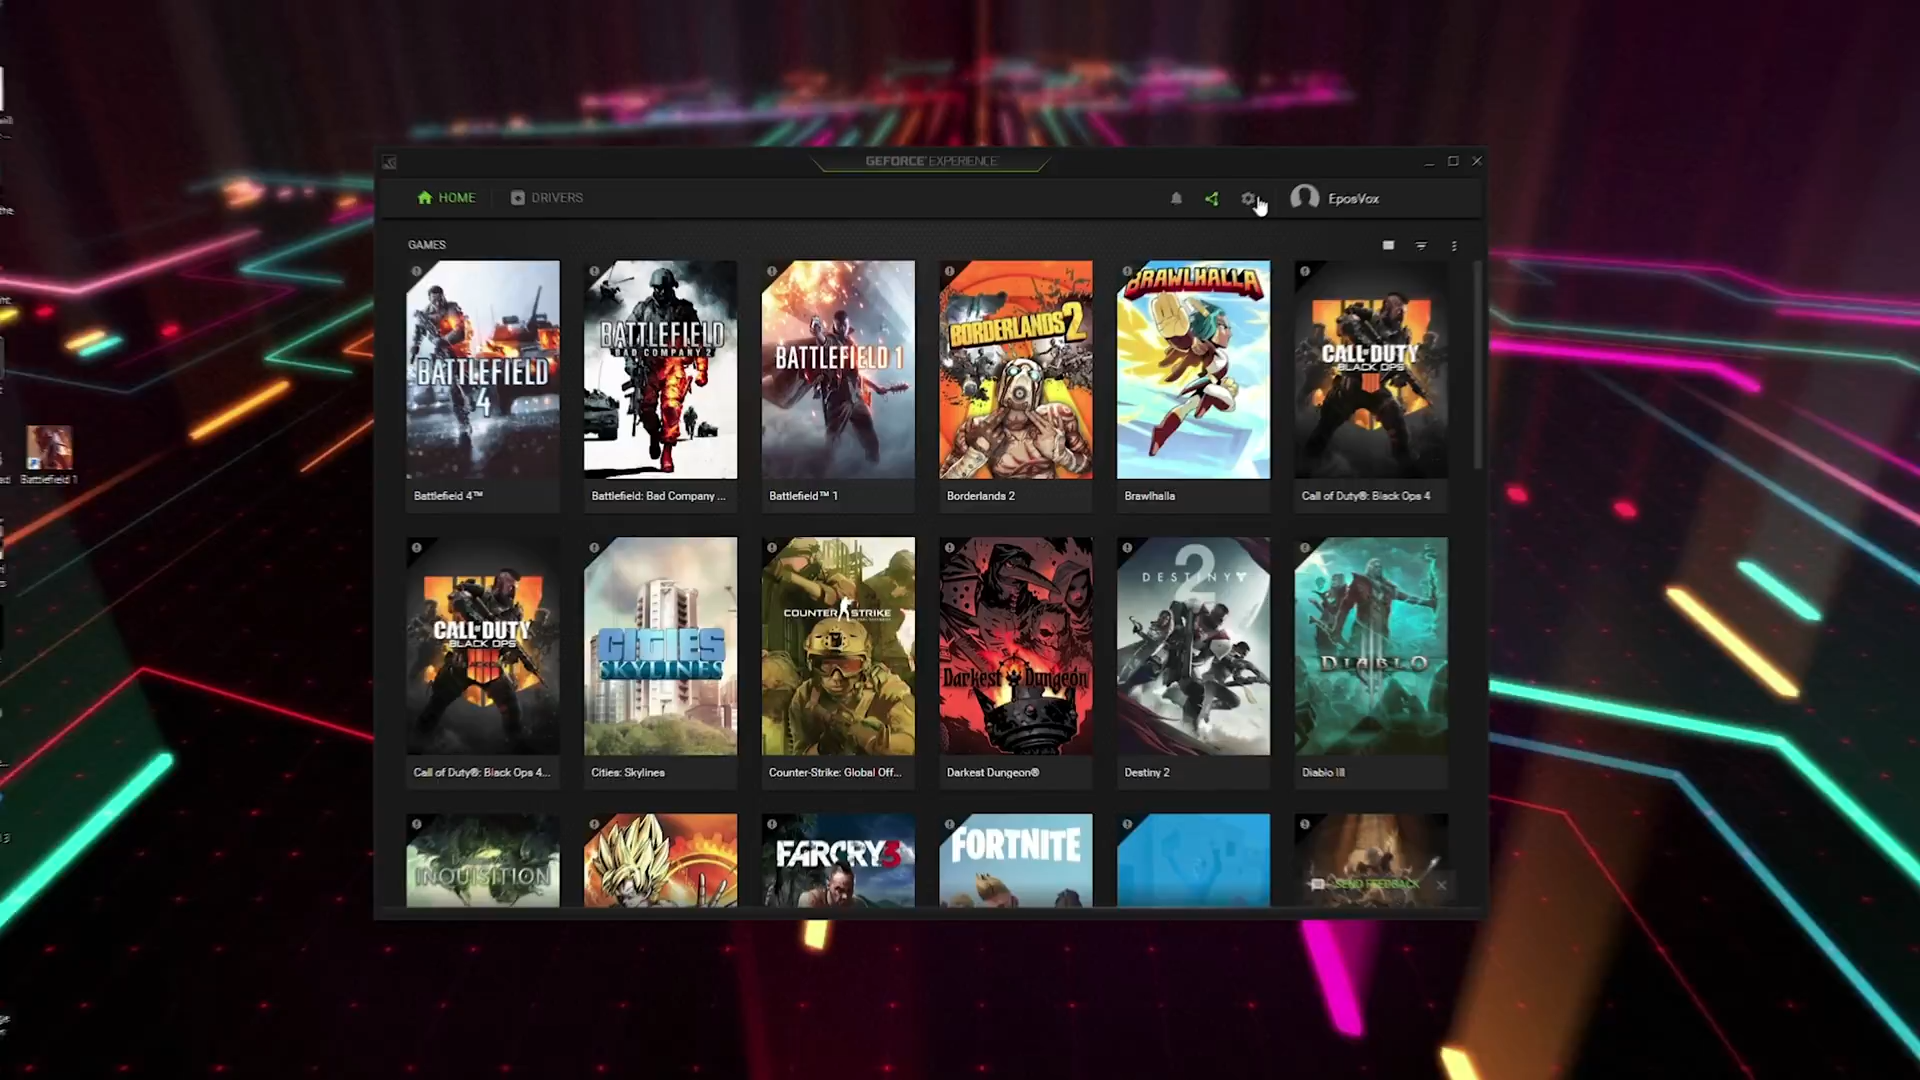 GEFORCE EXPERIENCE
HOME
DRIVERS
EposVox
GAMES
BATTLEFIELD
4
BATTLEFIELD
BAD COMPANY 2
BATTLEFIELD 1
BORDERLANDS 2
BRAWLHALLA
CALL OF DUTY
BLACK OPS
Battlefield 1
Battlefield 4™
Battlefield: Bad Company ...
Battlefield™ 1
Borderlands 2
Brawlhalla
Call of Duty®: Black Ops 4
CALL OF DUTY
BLACK OPS
CITIES
SKYLINES
COUNTER STRIKE
Darkest Dungeon
2
DESTINY
DIABLO
III
Call of Duty®: Black Ops 4...
Cities: Skylines
Counter-Strike: Global Off...
Darkest Dungeon®
Destiny 2
Diablo III
INQUISITION
FARCRY 3
FORTNITE
SEND FEEDBACK